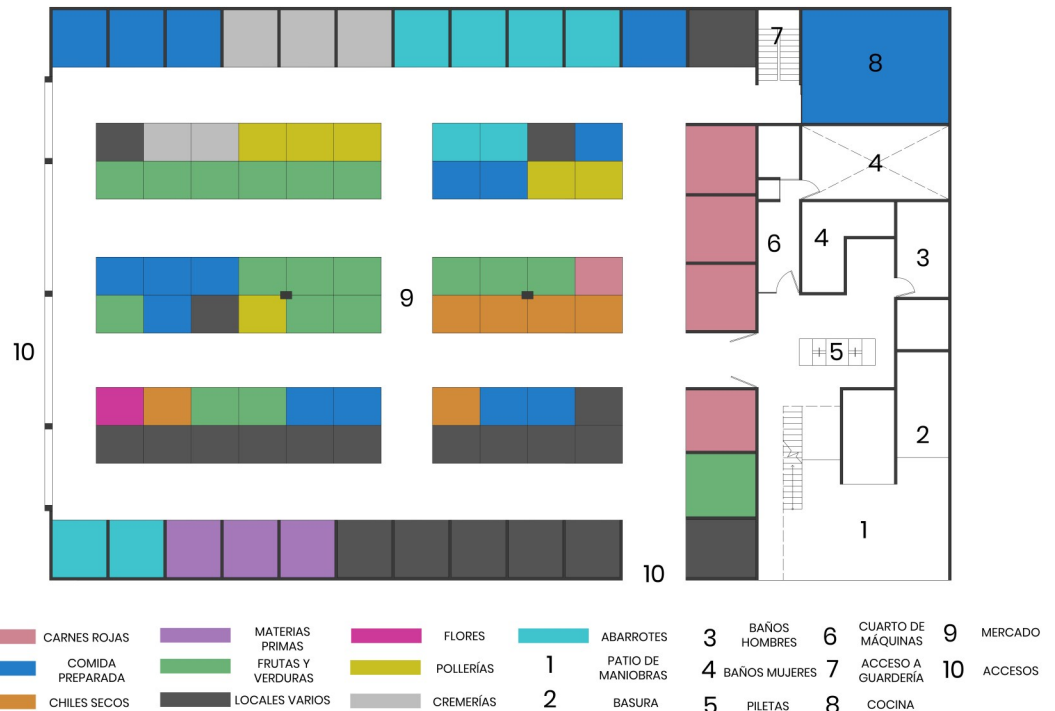 7
8
4
4
6
3
9
10
5
2
1
10
CARNES ROJAS
MATERIAS
PRIMAS
FLORES
ABARROTES
3
BAÑOS
HOMBRES
6
CUARTO DE
MÁQUINAS
9
MERCADO
COMIDA
PREPARADA
FRUTAS Y
VERDURAS
POLLERÍAS
1
PATIO DE
MANIOBRAS
4
BAÑOS MUJERES
7
ACCESO A
GUARDERÍA
10
ACCESOS
CHILES SECOS
LOCALES VARIOS
CREMERÍAS
2
BASURA
5
PILETAS
8
COCINA